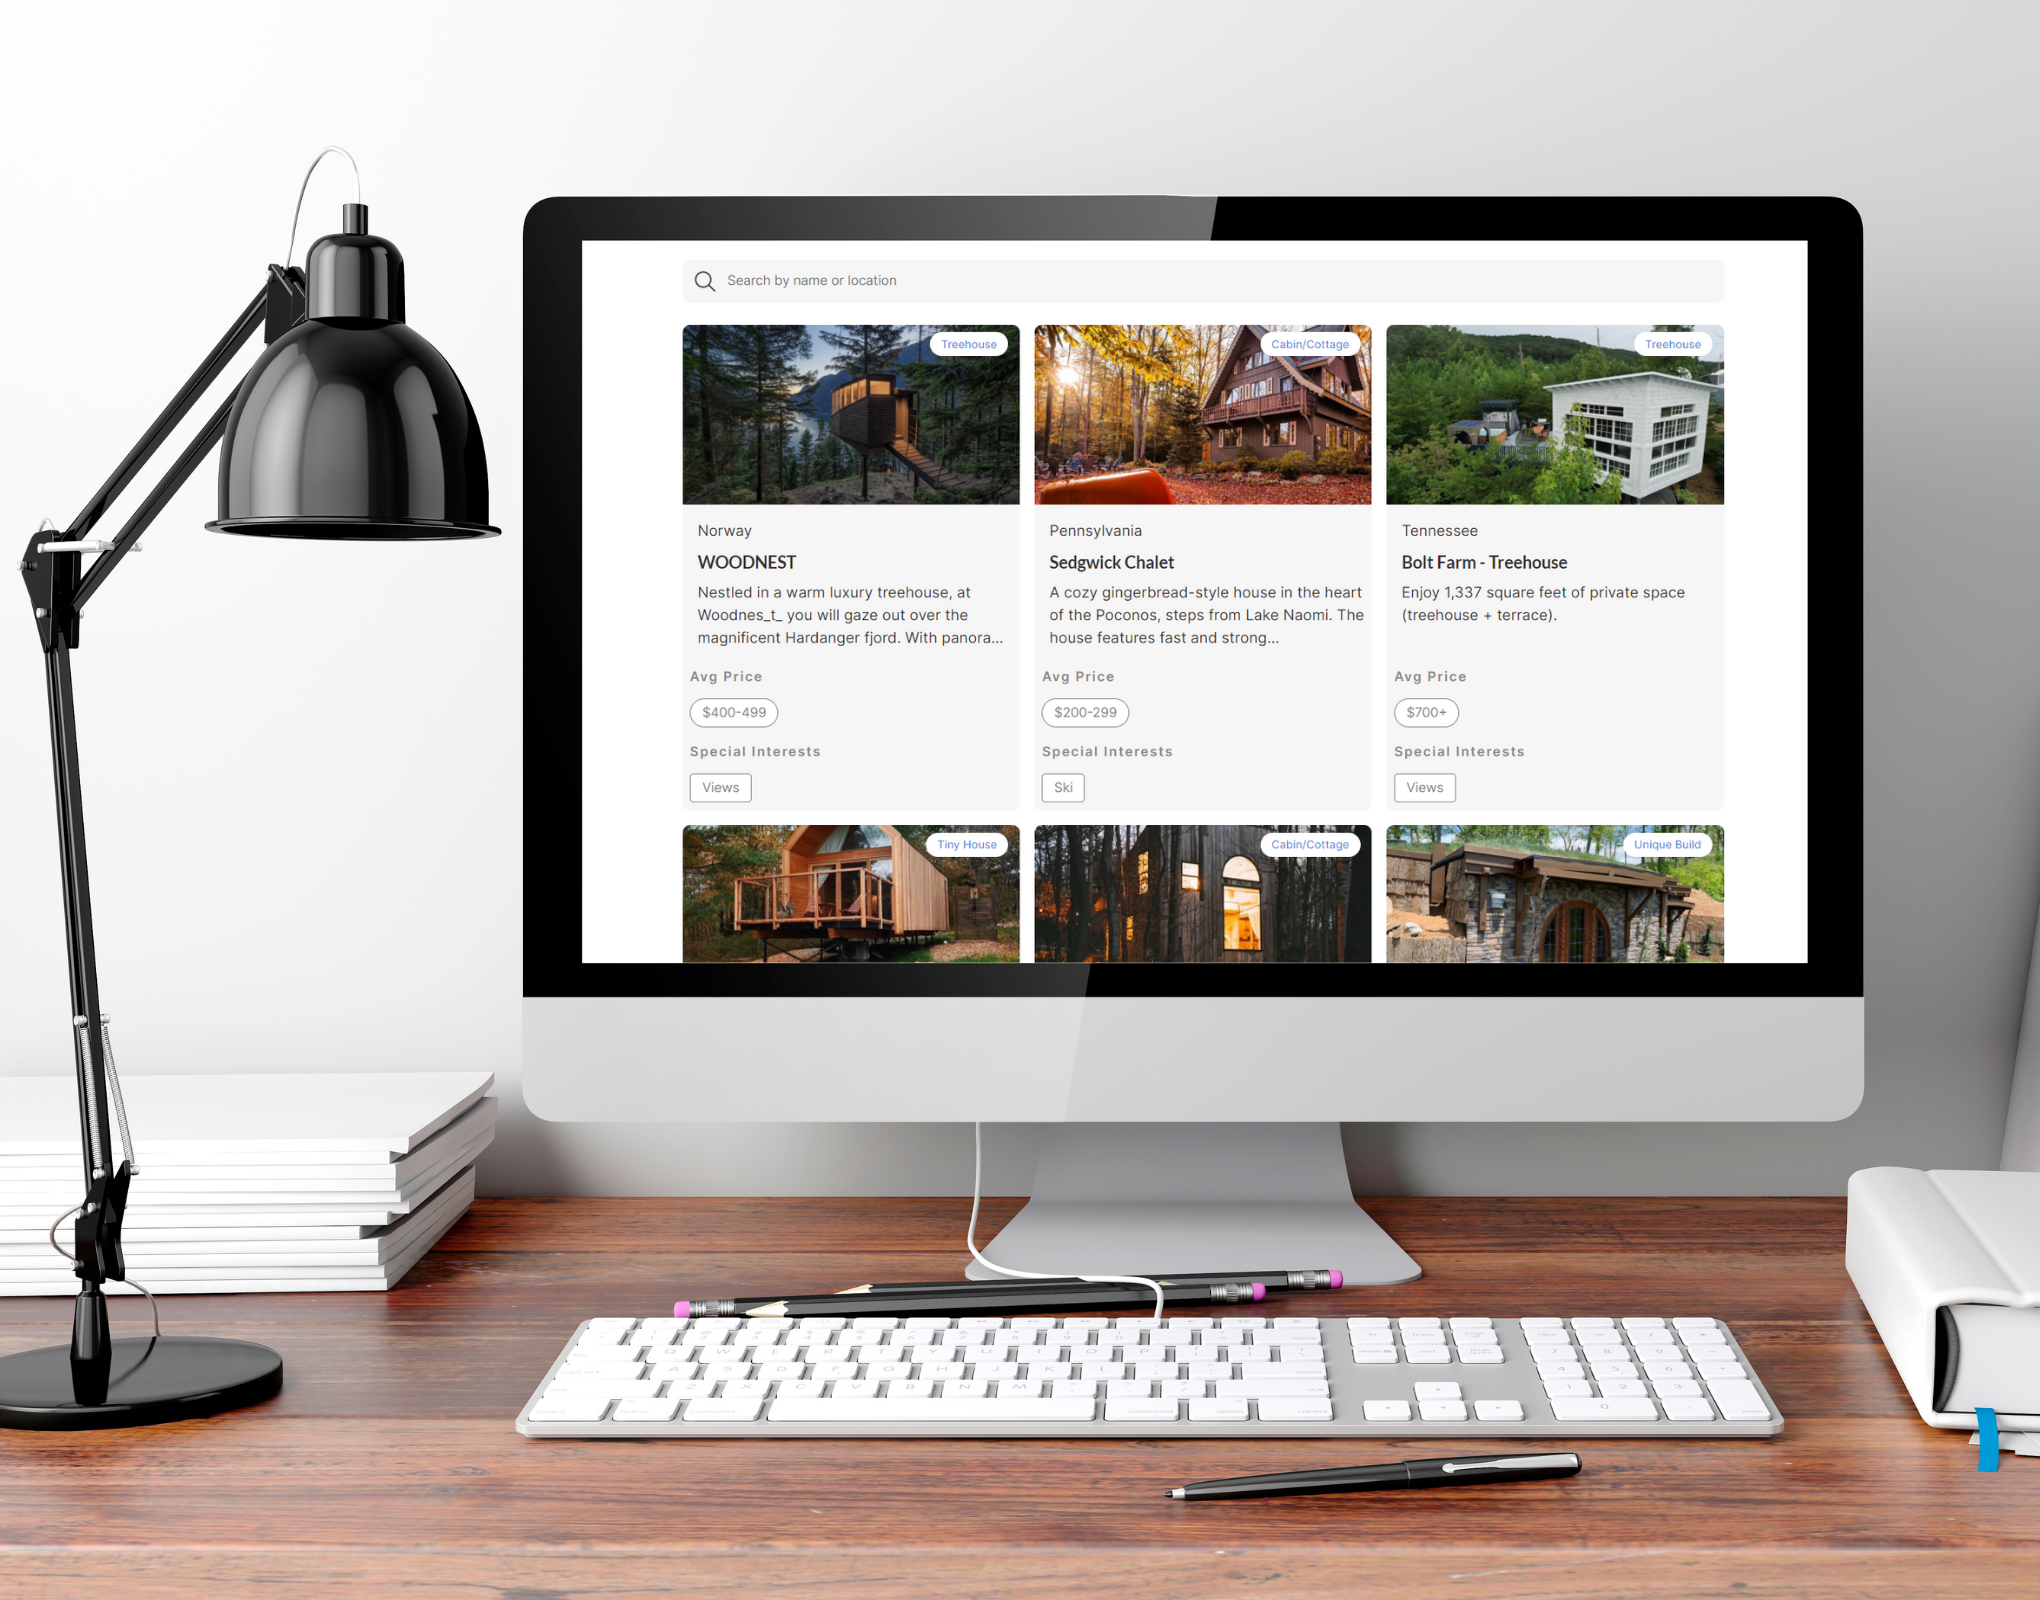 Search by name or location
Treehouse
Cabin/Cottage
Treehouse
Norway
WOODNEST
Nestled in a warm luxury treehouse, at
Woodnes_t_ you will gaze out over the
magnificent Hardanger fjord. With panora...
Avg Price
$400-499
Special Interests
Views
Pennsylvania
Sedgwick Chalet
A cozy gingerbread-style house in the heart
of the Poconos, steps from Lake Naomi. The
house features fast and strong...
Avg Price
$200-299
Special Interests
Ski
Tennessee
Bolt Farm - Treehouse
Enjoy 1,337 square feet of private space
(treehouse + terrace).
Avg Price
$700+
Special Interests
Views
Tiny House
Cabin/Cottage
Unique Build
Q W E R T Y U I O P
A S D F G H J K L
Z X C V B N M